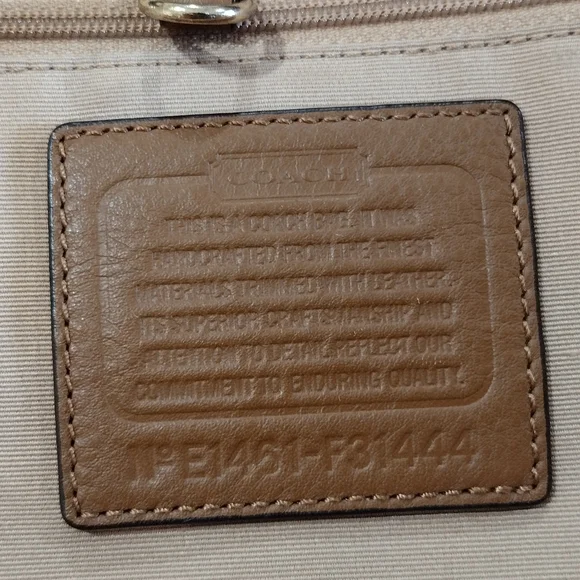 COACH
THIS IS A COACH BAG. IT WAS
HANDCRAFTED FROM THE FINEST
MATERIALS TRIMMED WITH LEATHER.
ITS SUPERIOR CRAFTSMANSHIP AND
ATTENTION TO DETAIL REFLECT OUR
COMMITMENT TO ENDURING QUALITY.
Nº E1461-F31444